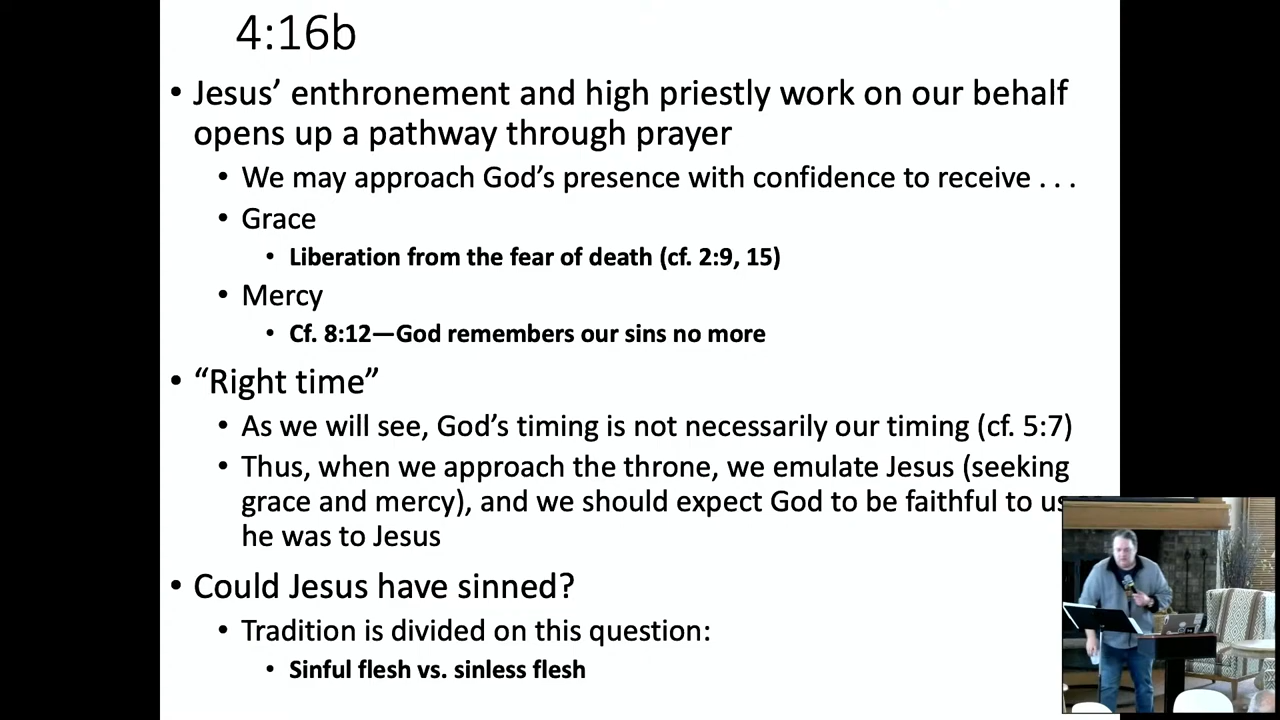 4:16b
• Jesus’ enthronement and high priestly work on our behalf
opens up a pathway through prayer
• We may approach God’s presence with confidence to receive . . .
• Grace
• Liberation from the fear of death (cf. 2:9, 15)
• Mercy
• Cf. 8:12—God remembers our sins no more
• “Right time”
• As we will see, God’s timing is not necessarily our timing (cf. 5:7)
• Thus, when we approach the throne, we emulate Jesus (seeking
grace and mercy), and we should expect God to be faithful to us
he was to Jesus
• Could Jesus have sinned?
• Tradition is divided on this question:
• Sinful flesh vs. sinless flesh